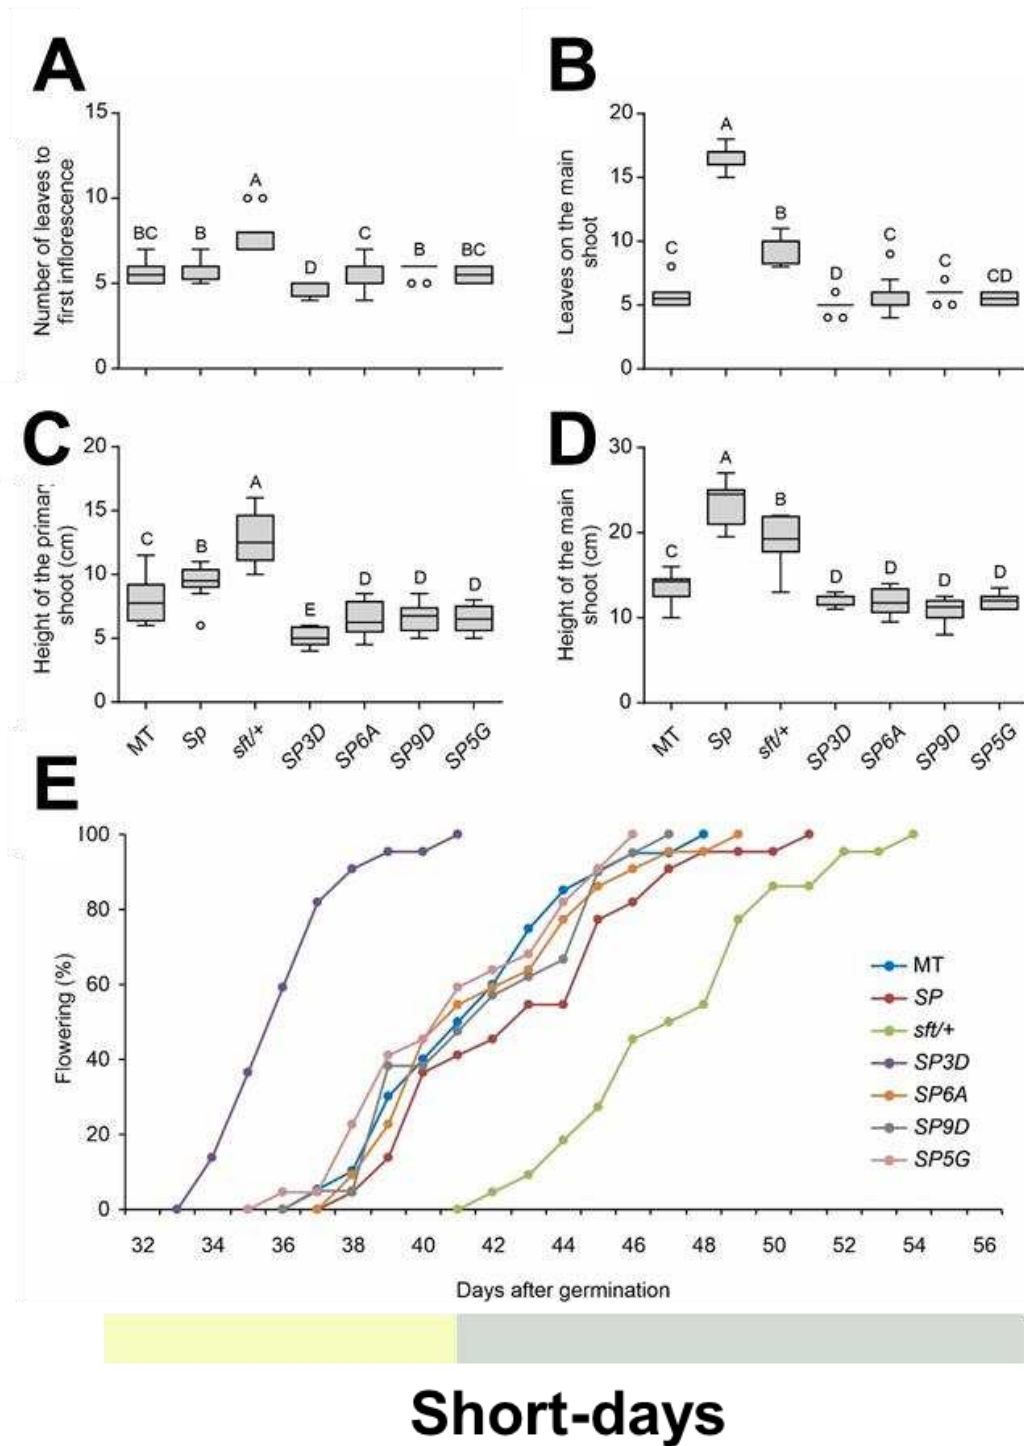 A
B
15
10
5
0
Number of leaves to
first inflorescence
BC
B
A
D
C
B
BC
20
15
10
5
0
Leaves on the main
shoot
C
A
B
D
C
C
CD
C
D
20
15
10
5
0
Height of the primar
shoot (cm)
C
B
A
E
D
D
D
MT
Sp
sft/+
SP3D
SP6A
SP9D
SP5G
30
20
10
0
Height of the main
shoot (cm)
C
A
B
D
D
D
D
MT
Sp
sft/+
SP3D
SP6A
SP9D
SP5G
E
100
80
60
40
20
0
Flowering (%)
MT
SP
sft/+
SP3D
SP6A
SP9D
SP5G
32 34 36 38 40 42 44 46 48 50 52 54 56
Days after germination
Short-days